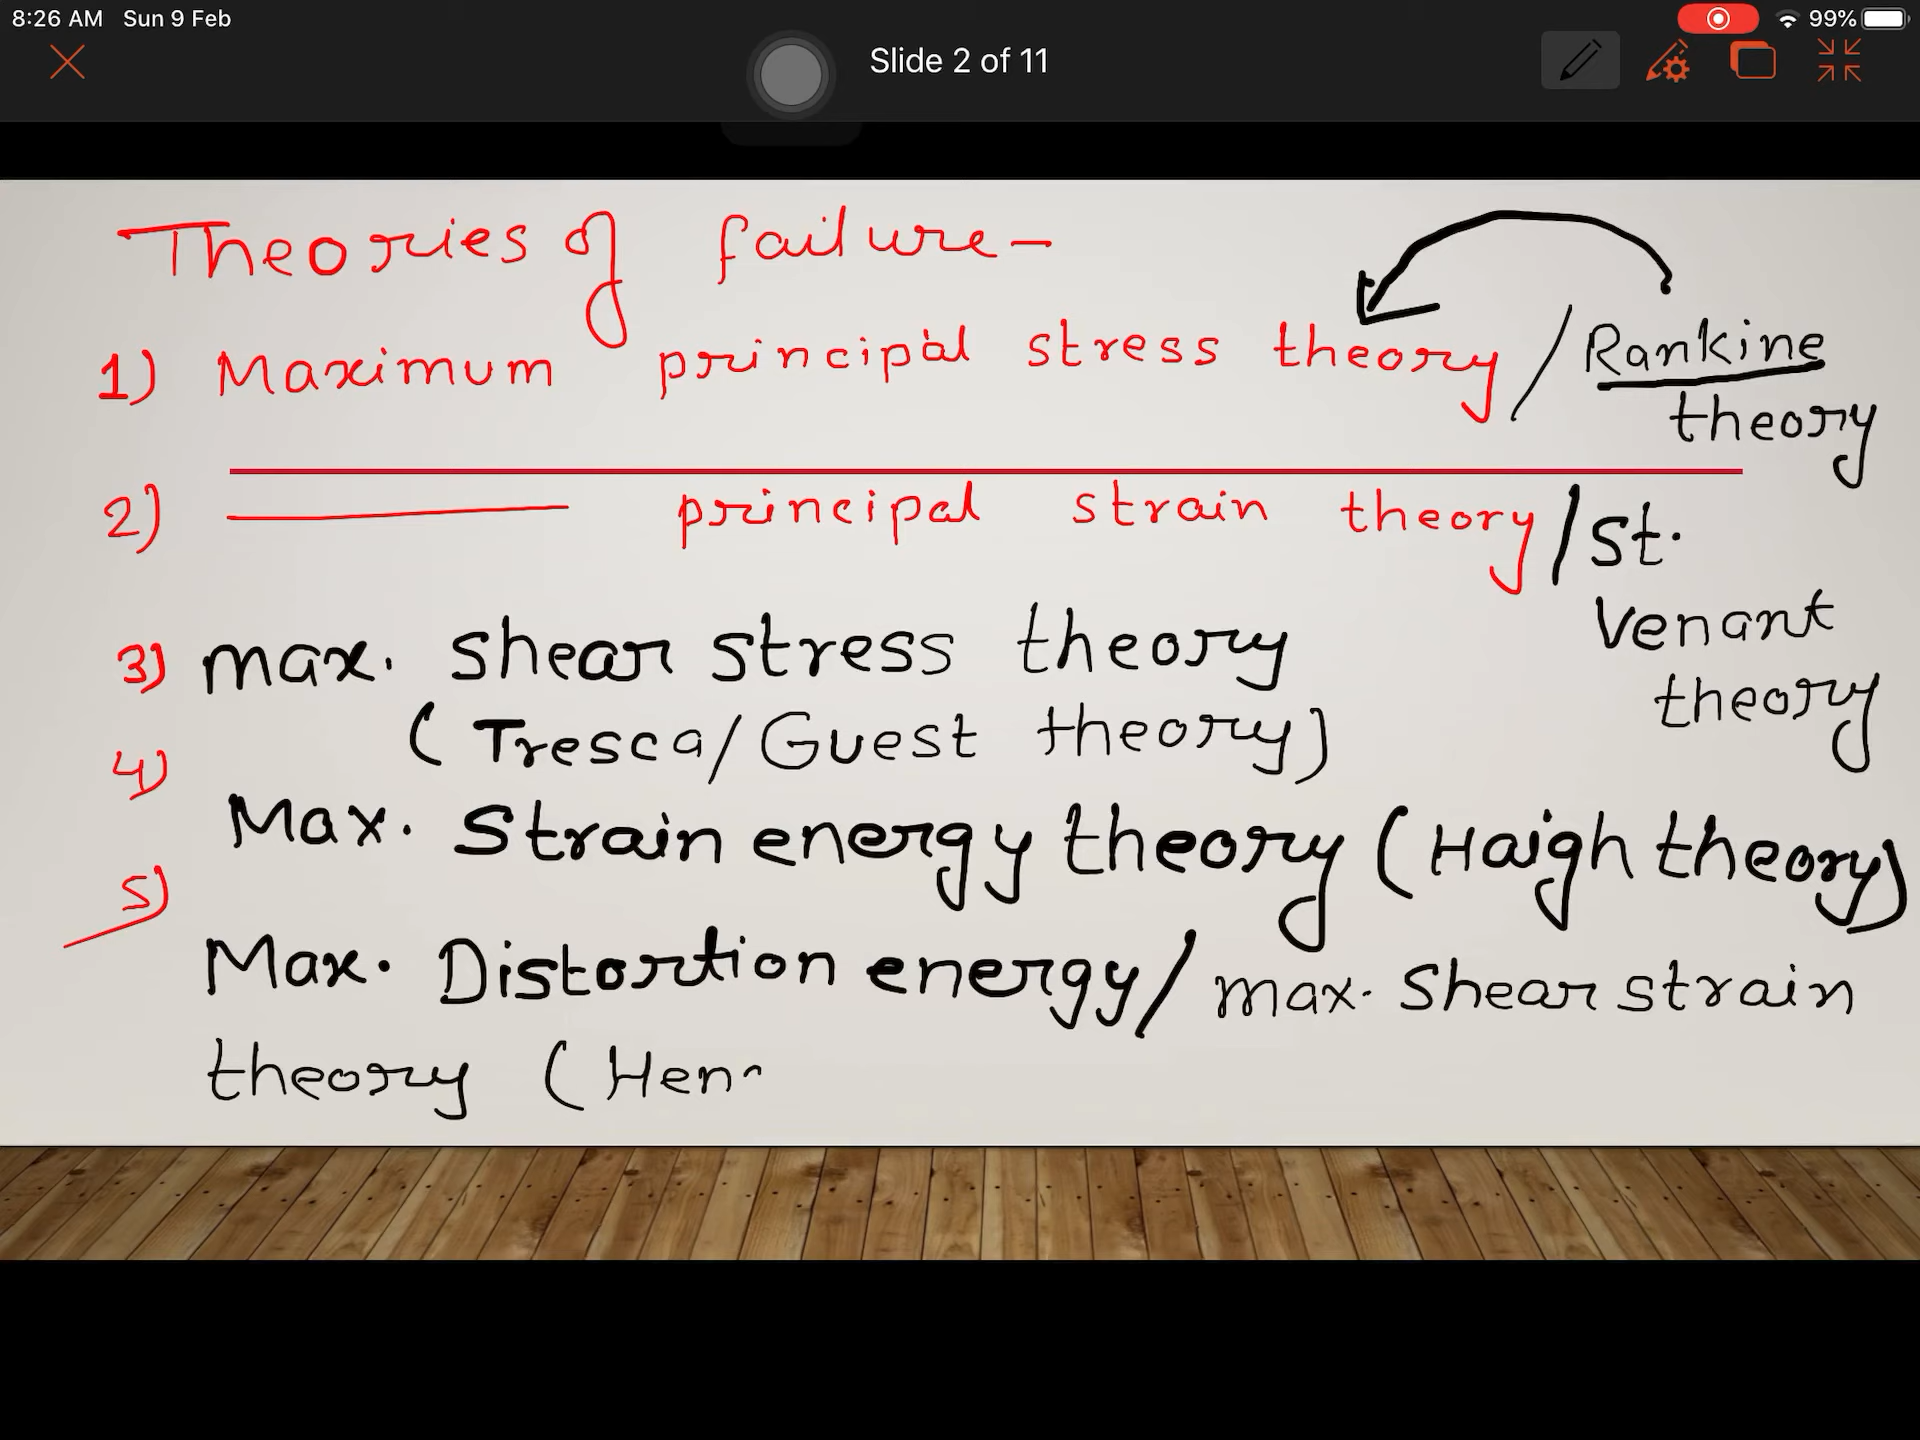 8:26 AM Sun 9 Feb
99%
Slide 2 of 11
Theories of failure-
1) Maximum principal stress theory / Rankine
theory
2) principal strain theory / St.
Venant
theory
3) max. shear stress theory
(Tresca/Guest theory)
4)
Max. Strain energy theory (Haigh theory)
5)
Max. Distortion energy / max. Shear strain
theory (Hen